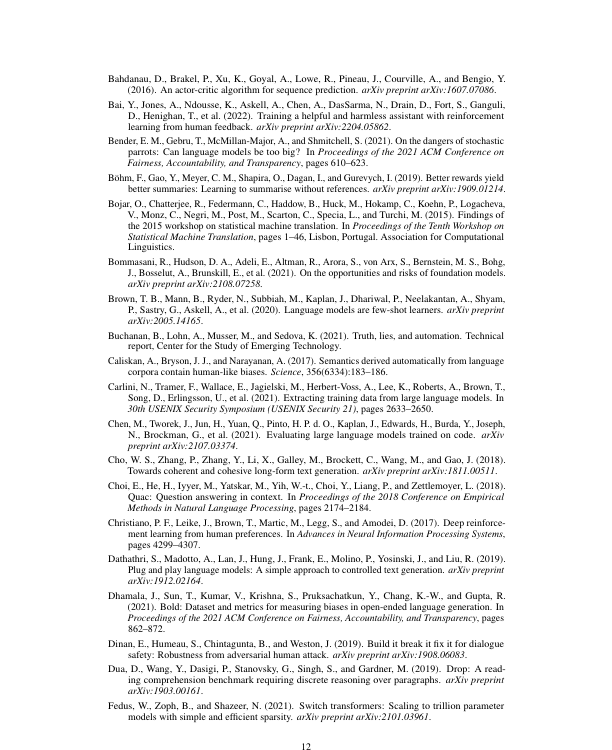 Bahdanau, D., Brakel, P., Xu, K., Goyal, A., Lowe, R., Pineau, J., Courville, A., and Bengio, Y.
(2016). An actor-critic algorithm for sequence prediction. arXiv preprint arXiv:1607.07086.
Bai, Y., Jones, A., Ndousse, K., Askell, A., Chen, A., DasSarma, N., Drain, D., Fort, S., Ganguli,
D., Henighan, T., et al. (2022). Training a helpful and harmless assistant with reinforcement
learning from human feedback. arXiv preprint arXiv:2204.05862.
Bender, E. M., Gebru, T., McMillan-Major, A., and Shmitchell, S. (2021). On the dangers of stochastic
parrots: Can language models be too big? In Proceedings of the 2021 ACM Conference on
Fairness, Accountability, and Transparency, pages 610–623.
Böhm, F., Gao, Y., Meyer, C. M., Shapira, O., Dagan, I., and Gurevych, I. (2019). Better rewards yield
better summaries: Learning to summarise without references. arXiv preprint arXiv:1909.01214.
Bojar, O., Chatterjee, R., Federmann, C., Haddow, B., Huck, M., Hokamp, C., Koehn, P., Logacheva,
V., Monz, C., Negri, M., Post, M., Scarton, C., Specia, L., and Turchi, M. (2015). Findings of
the 2015 workshop on statistical machine translation. In Proceedings of the Tenth Workshop on
Statistical Machine Translation, pages 1–46, Lisbon, Portugal. Association for Computational
Linguistics.
Bommasani, R., Hudson, D. A., Adeli, E., Altman, R., Arora, S., von Arx, S., Bernstein, M. S., Bohg,
J., Bosselut, A., Brunskill, E., et al. (2021). On the opportunities and risks of foundation models.
arXiv preprint arXiv:2108.07258.
Brown, T. B., Mann, B., Ryder, N., Subbiah, M., Kaplan, J., Dhariwal, P., Neelakantan, A., Shyam,
P., Sastry, G., Askell, A., et al. (2020). Language models are few-shot learners. arXiv preprint
arXiv:2005.14165.
Buchanan, B., Lohn, A., Musser, M., and Sedova, K. (2021). Truth, lies, and automation. Technical
report, Center for the Study of Emerging Technology.
Caliskan, A., Bryson, J. J., and Narayanan, A. (2017). Semantics derived automatically from language
corpora contain human-like biases. Science, 356(6334):183–186.
Carlini, N., Tramer, F., Wallace, E., Jagielski, M., Herbert-Voss, A., Lee, K., Roberts, A., Brown, T.,
Song, D., Erlingsson, U., et al. (2021). Extracting training data from large language models. In
30th USENIX Security Symposium (USENIX Security 21), pages 2633–2650.
Chen, M., Tworek, J., Jun, H., Yuan, Q., Pinto, H. P. d. O., Kaplan, J., Edwards, H., Burda, Y., Joseph,
N., Brockman, G., et al. (2021). Evaluating large language models trained on code. arXiv
preprint arXiv:2107.03374.
Cho, W. S., Zhang, P., Zhang, Y., Li, X., Galley, M., Brockett, C., Wang, M., and Gao, J. (2018).
Towards coherent and cohesive long-form text generation. arXiv preprint arXiv:1811.00511.
Choi, E., He, H., Iyyer, M., Yatskar, M., Yih, W.-t., Choi, Y., Liang, P., and Zettlemoyer, L. (2018).
Quac: Question answering in context. In Proceedings of the 2018 Conference on Empirical
Methods in Natural Language Processing, pages 2174–2184.
Christiano, P. F., Leike, J., Brown, T., Martic, M., Legg, S., and Amodei, D. (2017). Deep reinforce-
ment learning from human preferences. In Advances in Neural Information Processing Systems,
pages 4299–4307.
Dathathri, S., Madotto, A., Lan, J., Hung, J., Frank, E., Molino, P., Yosinski, J., and Liu, R. (2019).
Plug and play language models: A simple approach to controlled text generation. arXiv preprint
arXiv:1912.02164.
Dhamala, J., Sun, T., Kumar, V., Krishna, S., Pruksachatkun, Y., Chang, K.-W., and Gupta, R.
(2021). Bold: Dataset and metrics for measuring biases in open-ended language generation. In
Proceedings of the 2021 ACM Conference on Fairness, Accountability, and Transparency, pages
862–872.
Dinan, E., Humeau, S., Chintagunta, B., and Weston, J. (2019). Build it break it fix it for dialogue
safety: Robustness from adversarial human attack. arXiv preprint arXiv:1908.06083.
Dua, D., Wang, Y., Dasigi, P., Stanovsky, G., Singh, S., and Gardner, M. (2019). Drop: A read-
ing comprehension benchmark requiring discrete reasoning over paragraphs. arXiv preprint
arXiv:1903.00161.
Fedus, W., Zoph, B., and Shazeer, N. (2021). Switch transformers: Scaling to trillion parameter
models with simple and efficient sparsity. arXiv preprint arXiv:2101.03961.
12